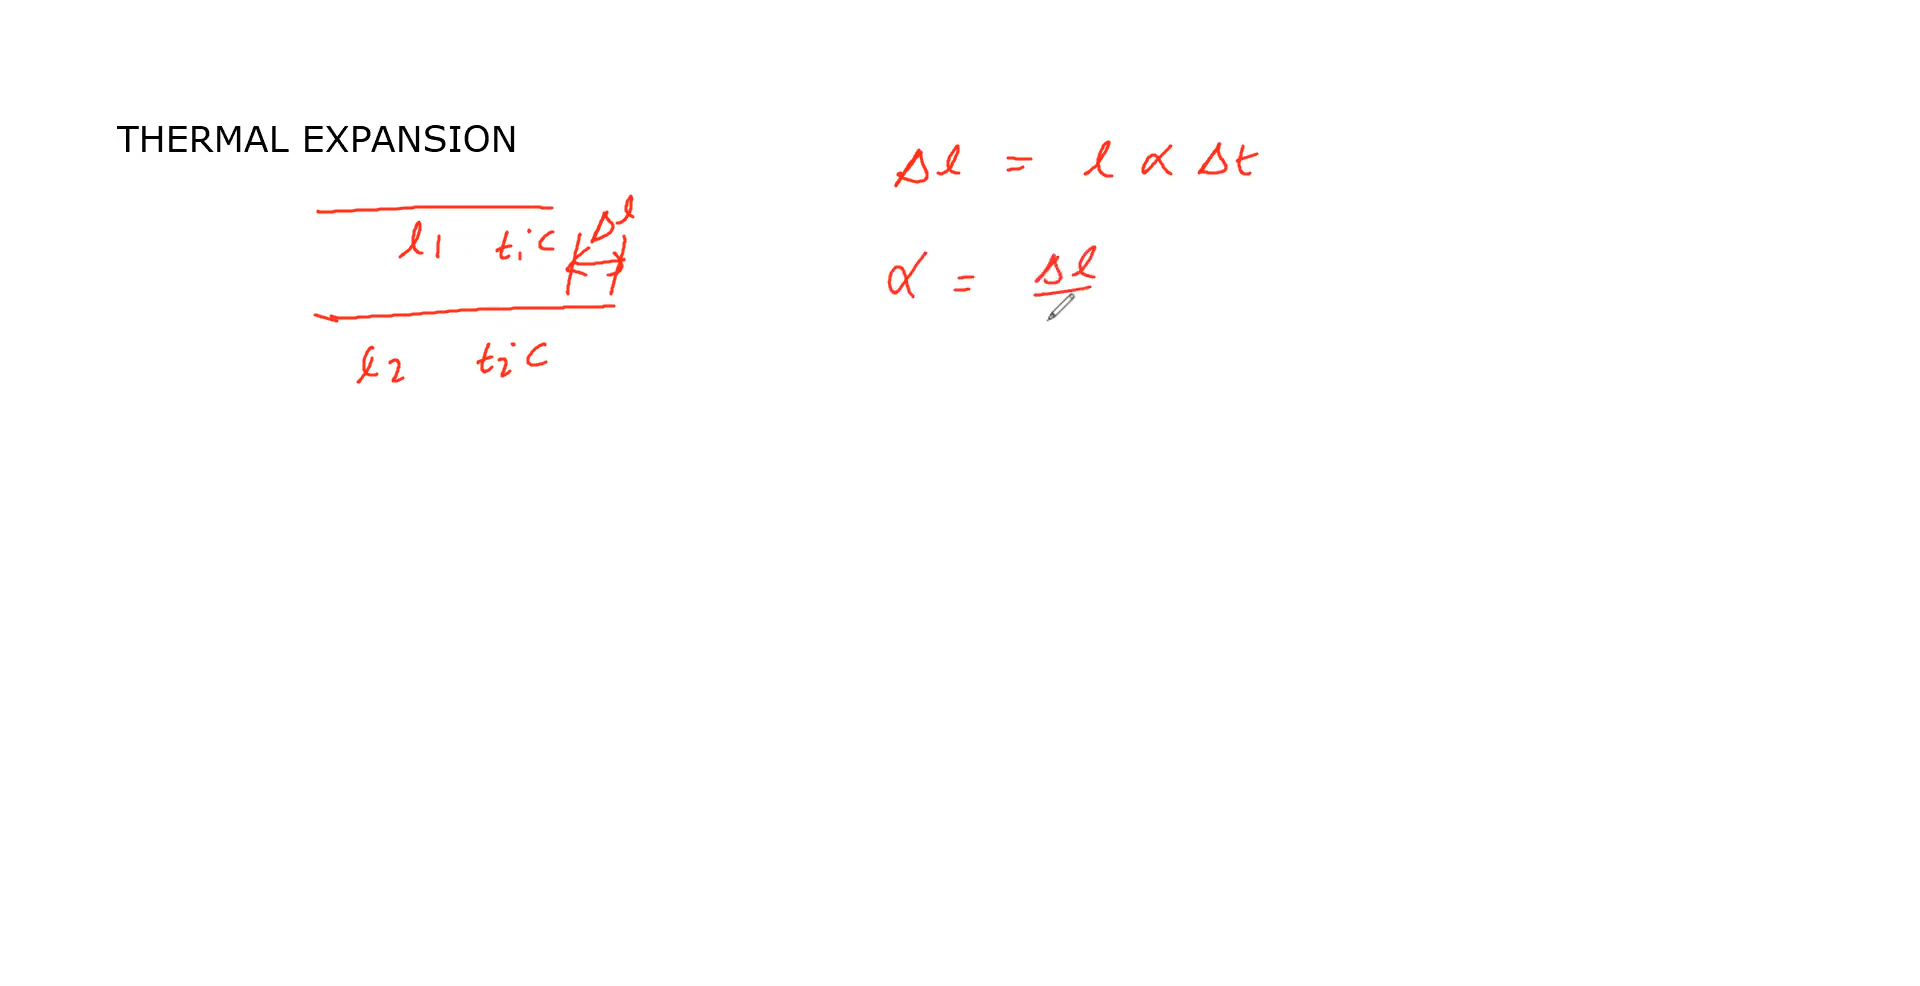 THERMAL EXPANSION
Δl = l α Δt
Δl
l1 t1°C
α = Δl
l2 t2°C